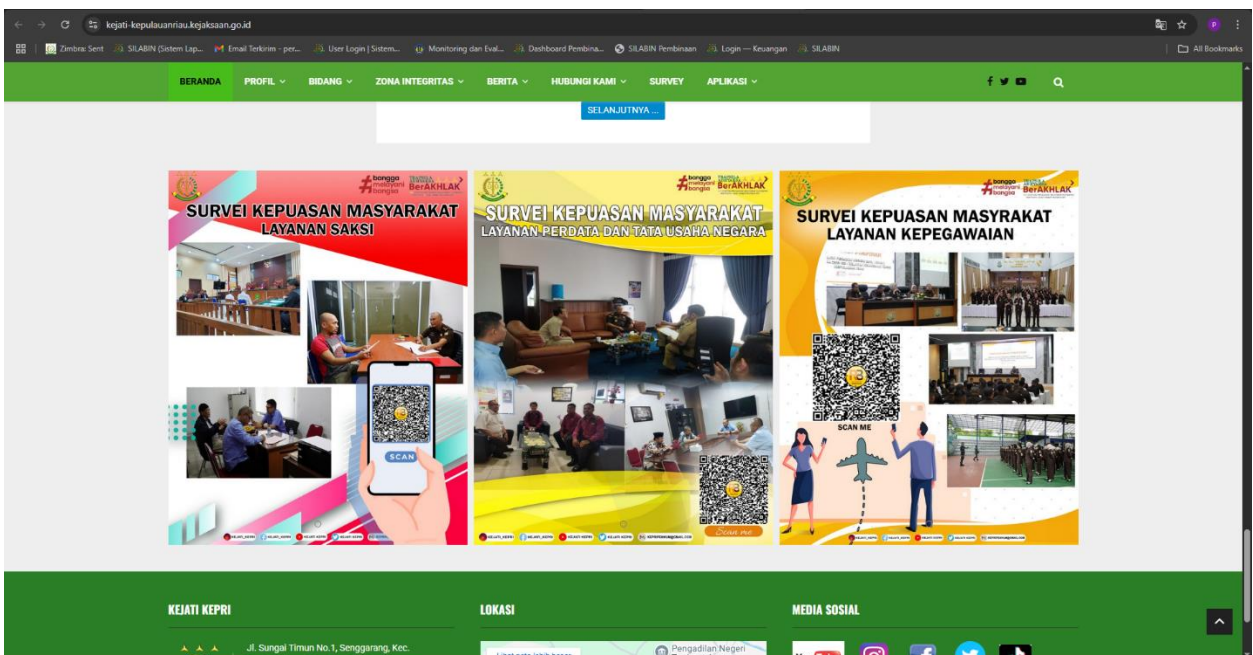 kejati-kepulauanriau.kejaksaan.go.id
Zimbra: Sent
SILABIN (Sistem Lap...
Email Terkirim - per...
User Login | Sistem...
Monitoring dan Eval...
Dashboard Pembina...
SILABIN Pembinaan
Login — Keuangan
SILABIN
All Bookmarks
BERANDA
PROFIL
BIDANG
ZONA INTEGRITAS
BERITA
HUBUNGI KAMI
SURVEY
APLIKASI
SELANJUTNYA ...
#bangga melayani bangsa
BerAKHLAK
SURVEI KEPUASAN MASYARAKAT
LAYANAN SAKSI
SCAN
#bangga melayani bangsa
BerAKHLAK
SURVEI KEPUASAN MASYARAKAT
LAYANAN PERDATA DAN TATA USAHA NEGARA
Scan me
#bangga melayani bangsa
BerAKHLAK
SURVEI KEPUASAN MASYRAKAT
LAYANAN KEPEGAWAIAN
SCAN ME
KEJATI KEPRI
Jl. Sungai Timun No.1, Senggarang, Kec.
LOKASI
Pengadilan Negeri
MEDIA SOSIAL